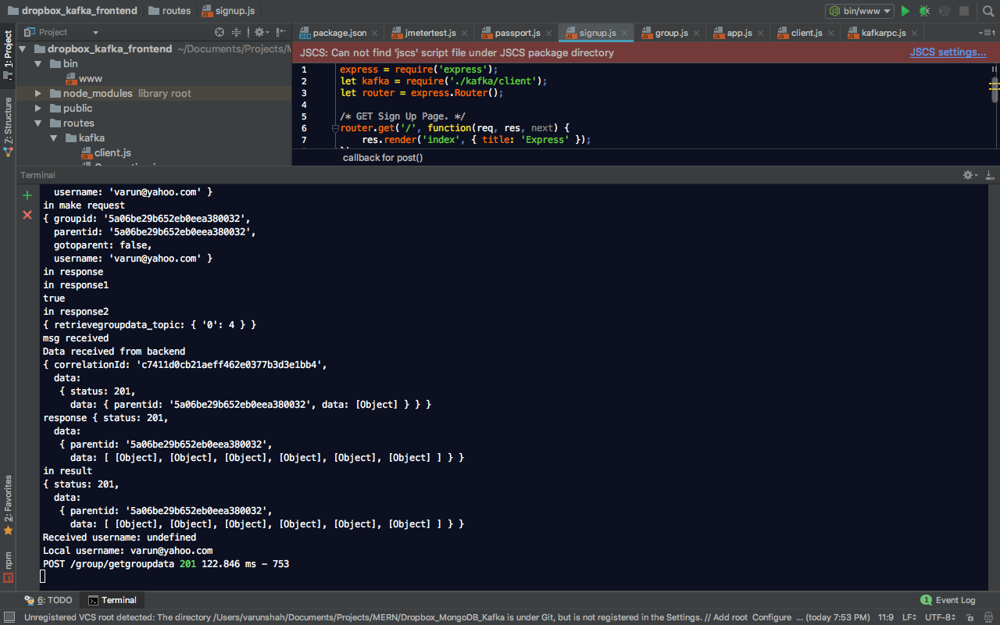 dropbox_kafka_frontend routes signup.js bin/www
Project package.json jmetertest.js passport.js signup.js group.js app.js client.js kafkarpc.js
1: Project
dropbox_kafka_frontend ~/Documents/Projects/M
bin
www
node_modules library root
public
routes
kafka
client.js
JSCS: Can not find 'jscs' script file under JSCS package directory JSCS settings...
1 express = require('express');
2 let kafka = require('./kafka/client');
3 let router = express.Router();
4
5 /* GET Sign Up Page. */
6 router.get('/', function(req, res, next) {
7 res.render('index', { title: 'Express' });
callback for post()
Z: Structure
Terminal
username: 'varun@yahoo.com' }
in make request
{ groupid: '5a06be29b652eb0eea380032',
parentid: '5a06be29b652eb0eea380032',
gotoparent: false,
username: 'varun@yahoo.com' }
in response
in response1
true
in response2
{ retrievegroupdata_topic: { '0': 4 } }
msg received
Data received from backend
{ correlationId: 'c7411d0cb21aeff462e0377b3d3e1bb4',
data:
{ status: 201,
data: { parentid: '5a06be29b652eb0eea380032', data: [Object] } } }
response { status: 201,
data:
{ parentid: '5a06be29b652eb0eea380032',
data: [ [Object], [Object], [Object], [Object], [Object] ] } }
in result
{ status: 201,
data:
{ parentid: '5a06be29b652eb0eea380032',
data: [ [Object], [Object], [Object], [Object], [Object] ] } }
Received username: undefined
Local username: varun@yahoo.com
POST /group/getgroupdata 201 122.846 ms - 753
2: Favorites
npm
6: TODO Terminal 1 Event Log
Unregistered VCS root detected: The directory /Users/varunshah/Documents/Projects/MERN/Dropbox_MongoDB_Kafka is under Git, but is not registered in the Settings. // Add root Configure ... (today 7:53 PM) 11:9 LF UTF-8